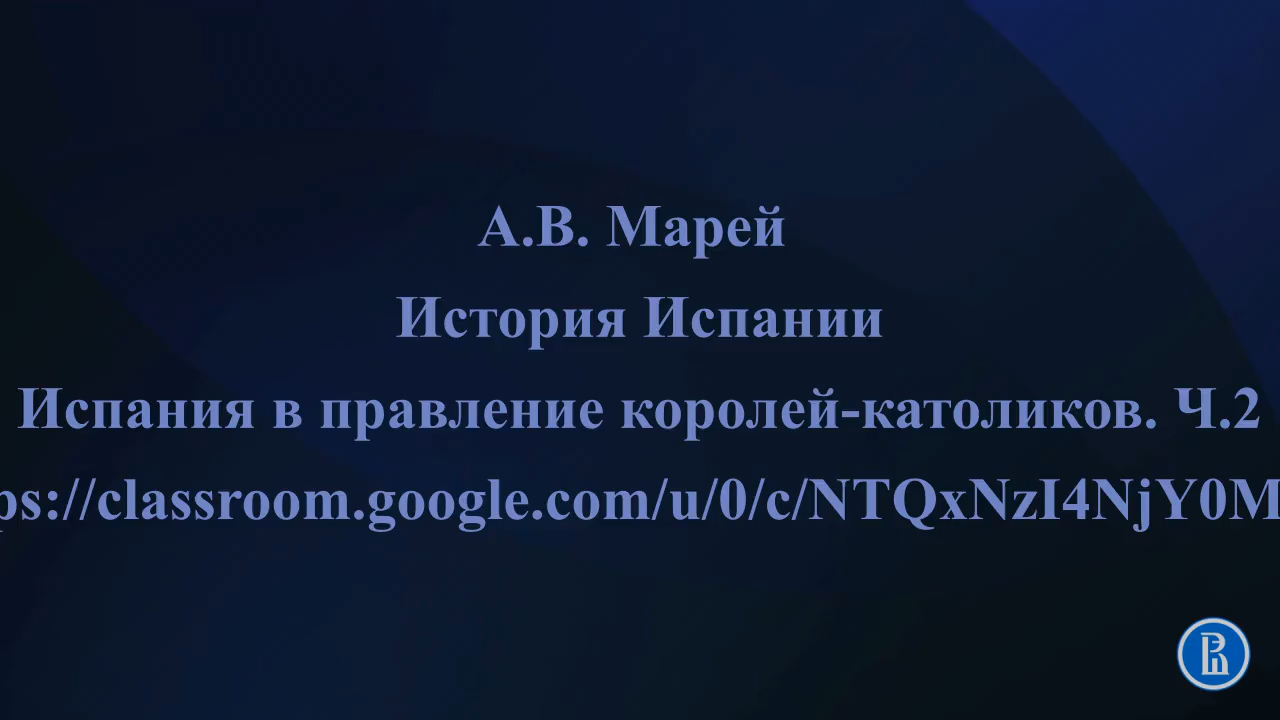 А.В. Марей
История Испании
Испания в правление королей-католиков. Ч.2
ps://classroom.google.com/u/0/c/NTQxNzI4NjY0M